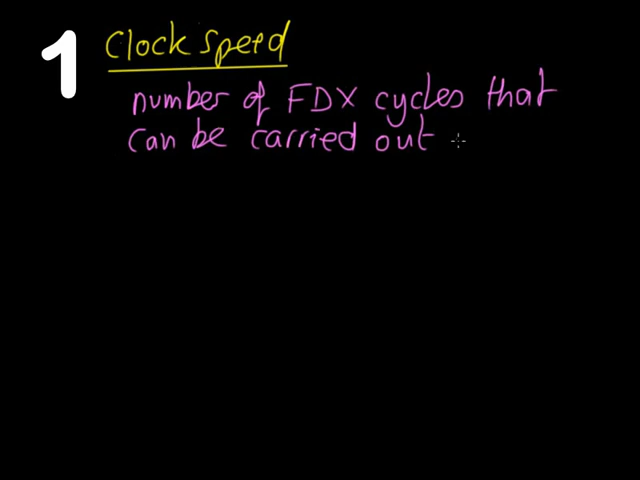 1 Clock Speed
number of FDX cycles that
can be carried out